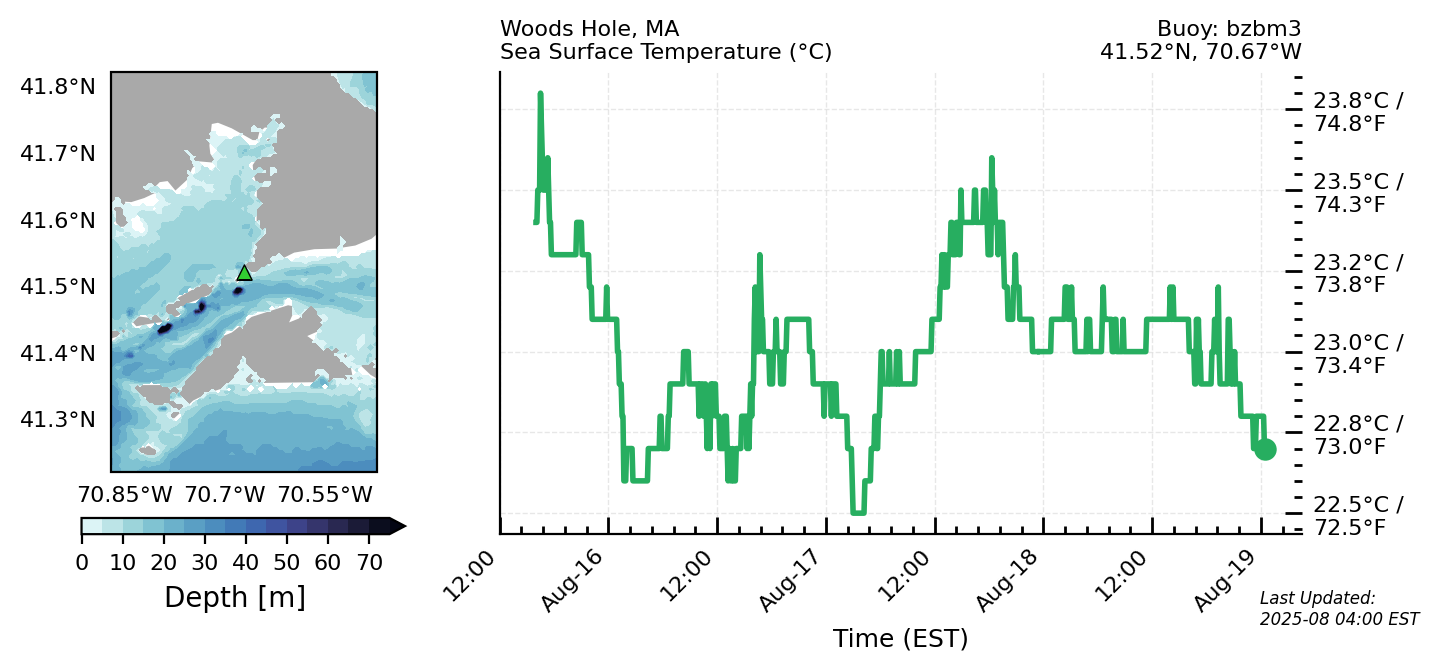 Woods Hole, MA
Sea Surface Temperature (°C)
Buoy: bzbm3
41.52°N, 70.67°W
41.8°N
41.7°N
41.6°N
41.5°N
41.4°N
41.3°N
70.85°W 70.7°W 70.55°W
0 10 20 30 40 50 60 70
Depth [m]
23.8°C /
74.8°F
23.5°C /
74.3°F
23.2°C /
73.8°F
23.0°C /
73.4°F
22.8°C /
73.0°F
22.5°C /
72.5°F
12:00 Aug-16 12:00 Aug-17 12:00 Aug-18 12:00 Aug-19
Time (EST)
Last Updated:
2025-08 04:00 EST